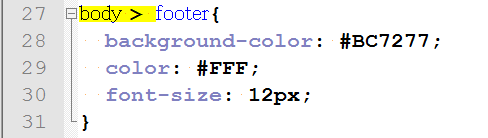 27 body > footer{
28 background-color: #BC7277;
29 color: #FFF;
30 font-size: 12px;
31 }